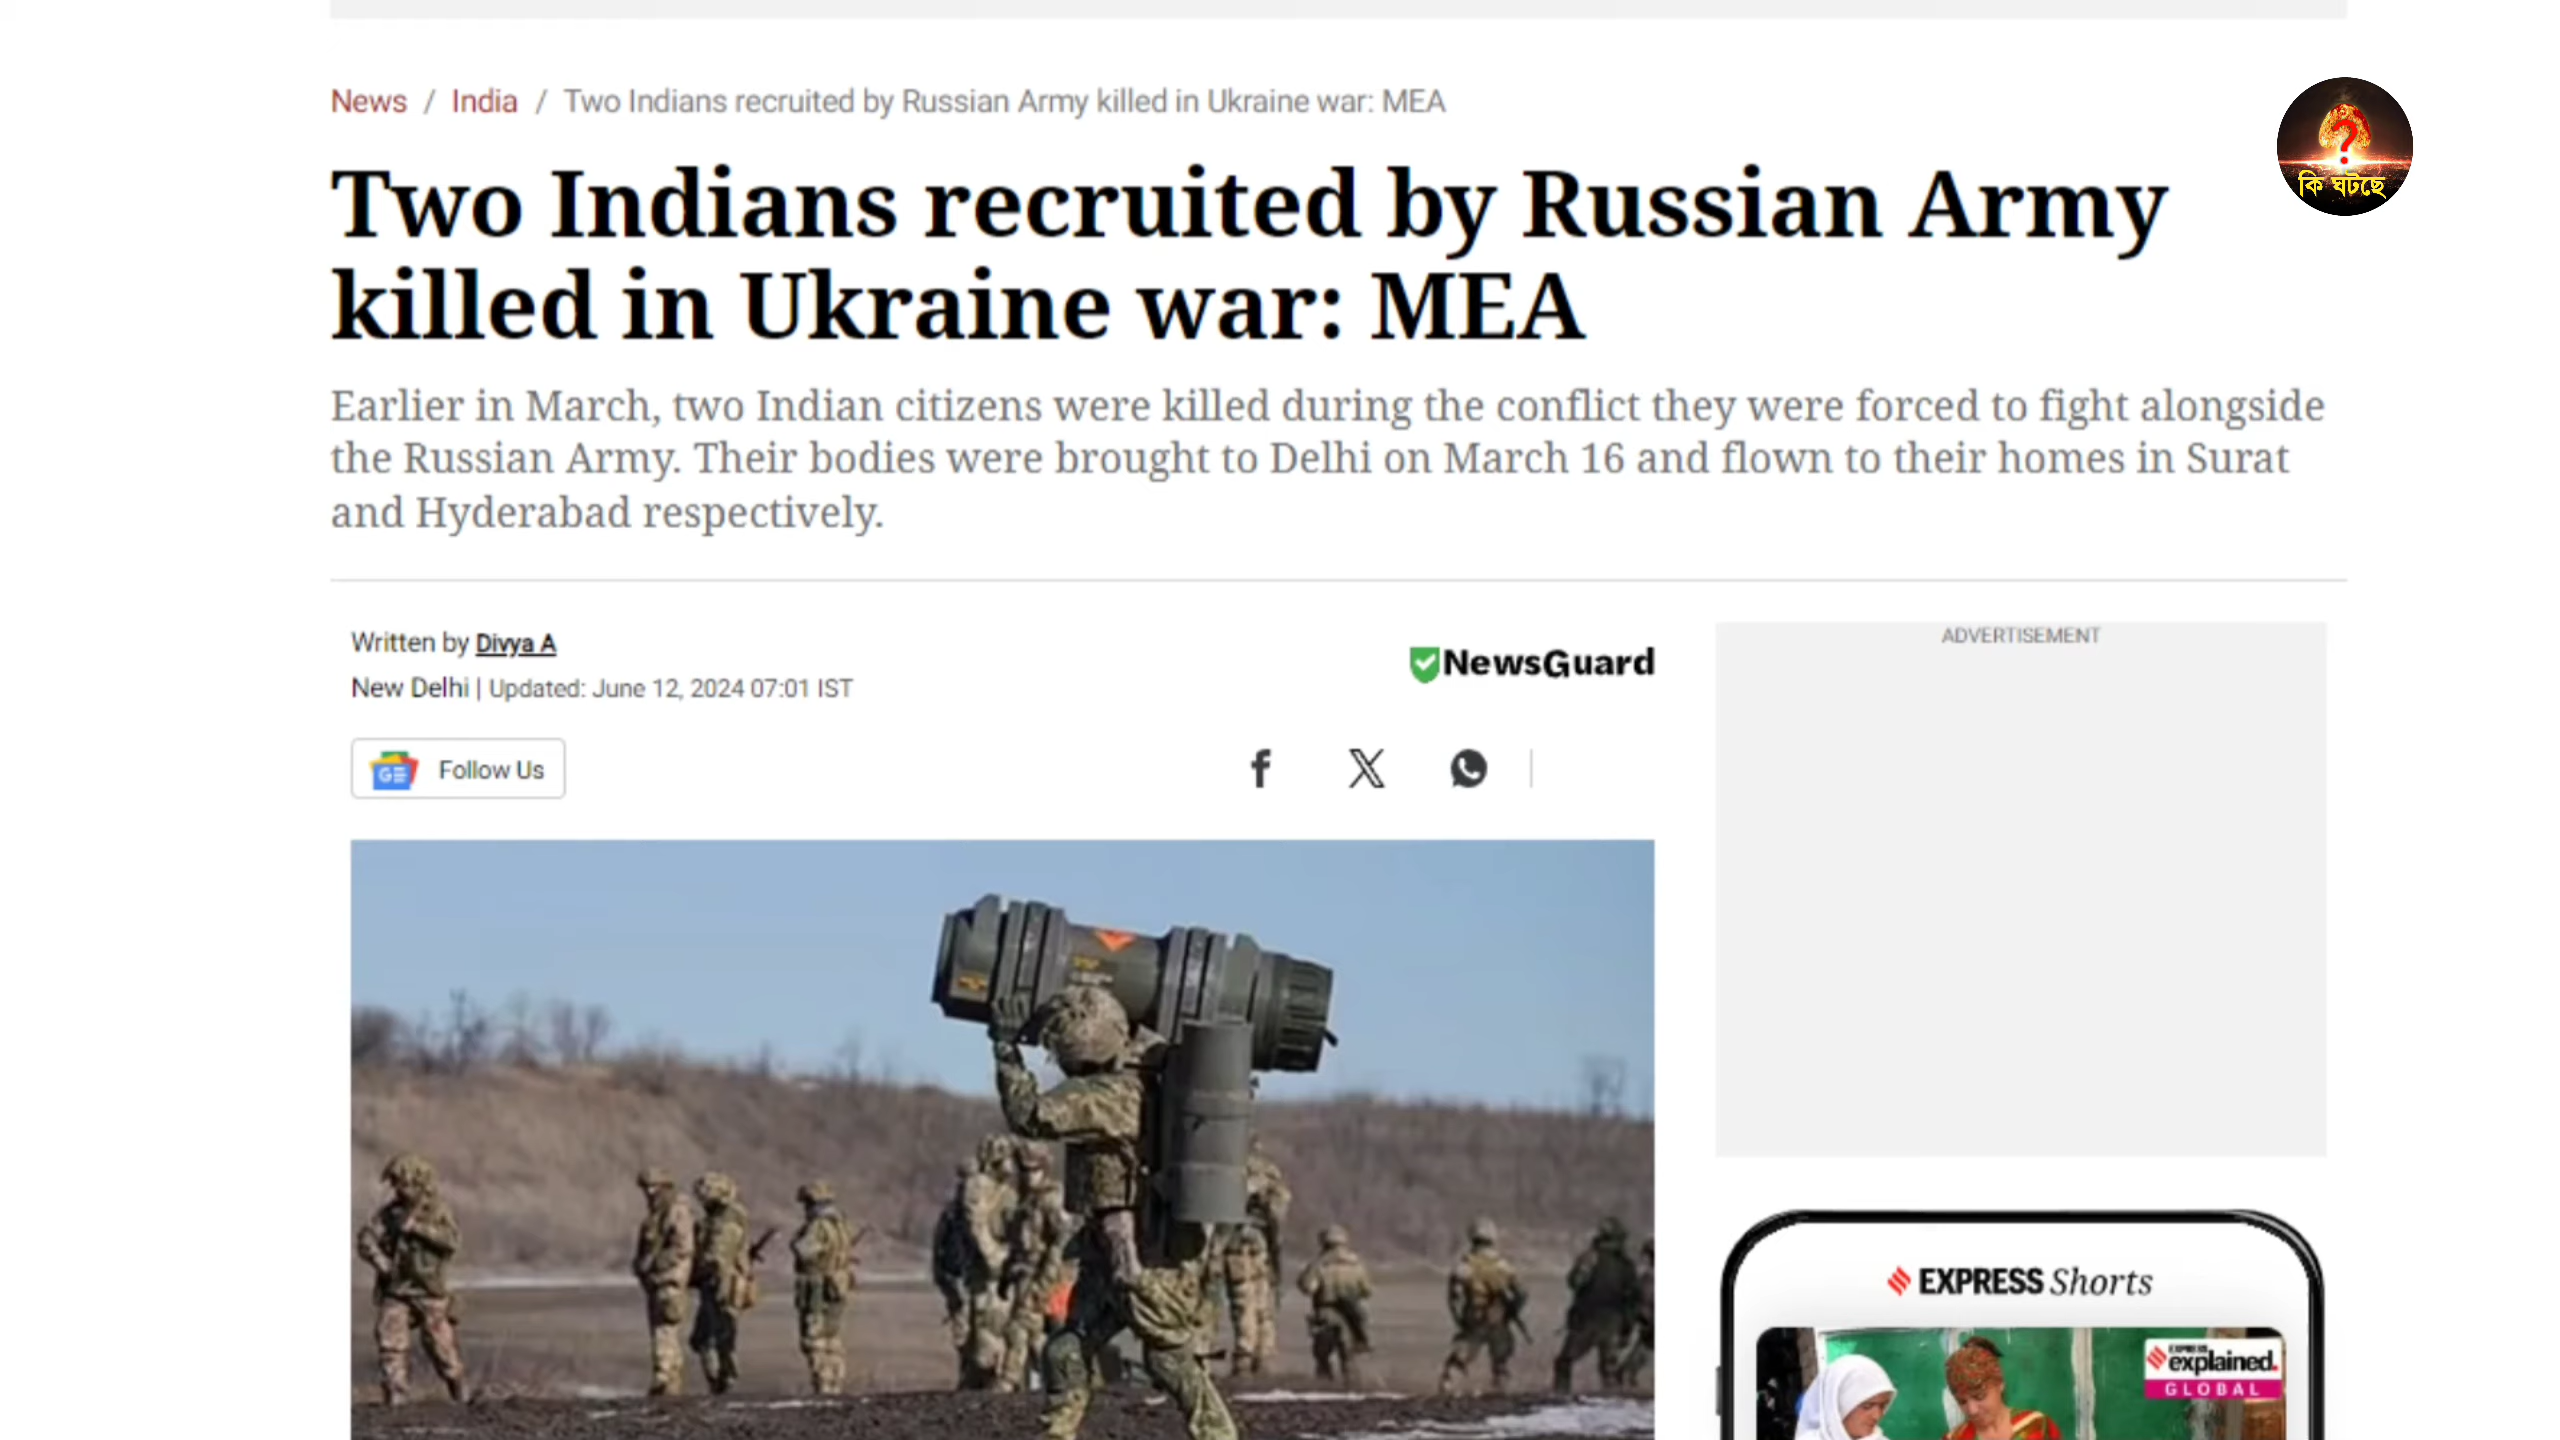 News / India / Two Indians recruited by Russian Army killed in Ukraine war: MEA
কি ঘটছে
Two Indians recruited by Russian Army
killed in Ukraine war: MEA
Earlier in March, two Indian citizens were killed during the conflict they were forced to fight alongside
the Russian Army. Their bodies were brought to Delhi on March 16 and flown to their homes in Surat
and Hyderabad respectively.
Written by Divya A
New Delhi | Updated: June 12, 2024 07:01 IST
NewsGuard
ADVERTISEMENT
Follow Us
EXPRESS Shorts
EXPRESS
explained.
GLOBAL